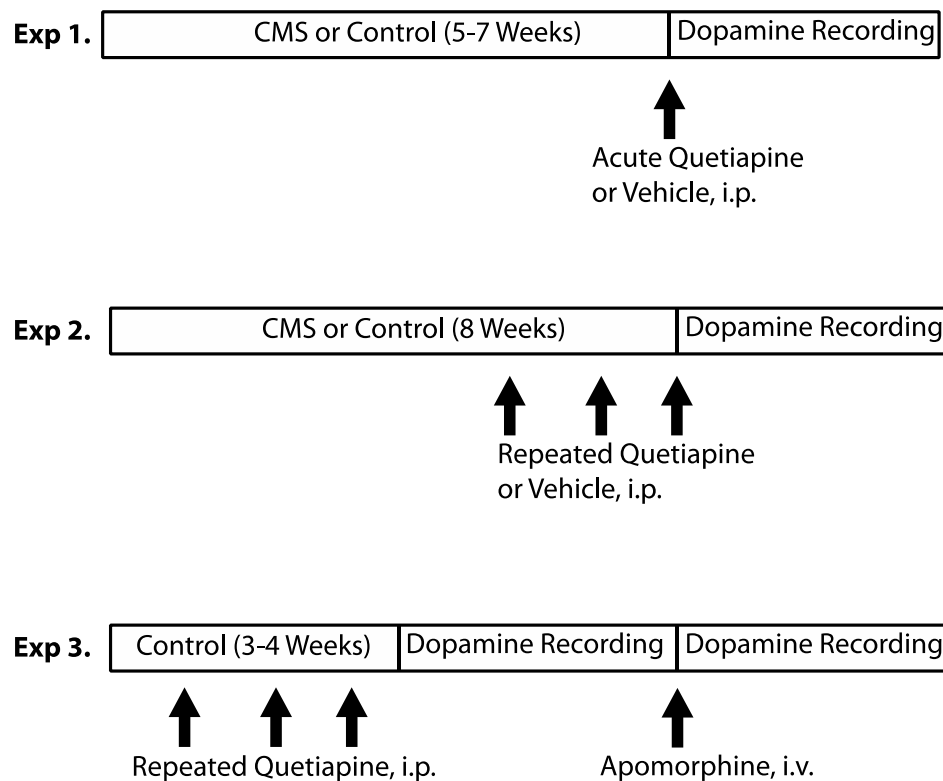 Exp 1. CMS or Control (5-7 Weeks) Dopamine Recording
Acute Quetiapine
or Vehicle, i.p.
Exp 2. CMS or Control (8 Weeks) Dopamine Recording
Repeated Quetiapine
or Vehicle, i.p.
Exp 3. Control (3-4 Weeks) Dopamine Recording Dopamine Recording
Repeated Quetiapine, i.p. Apomorphine, i.v.